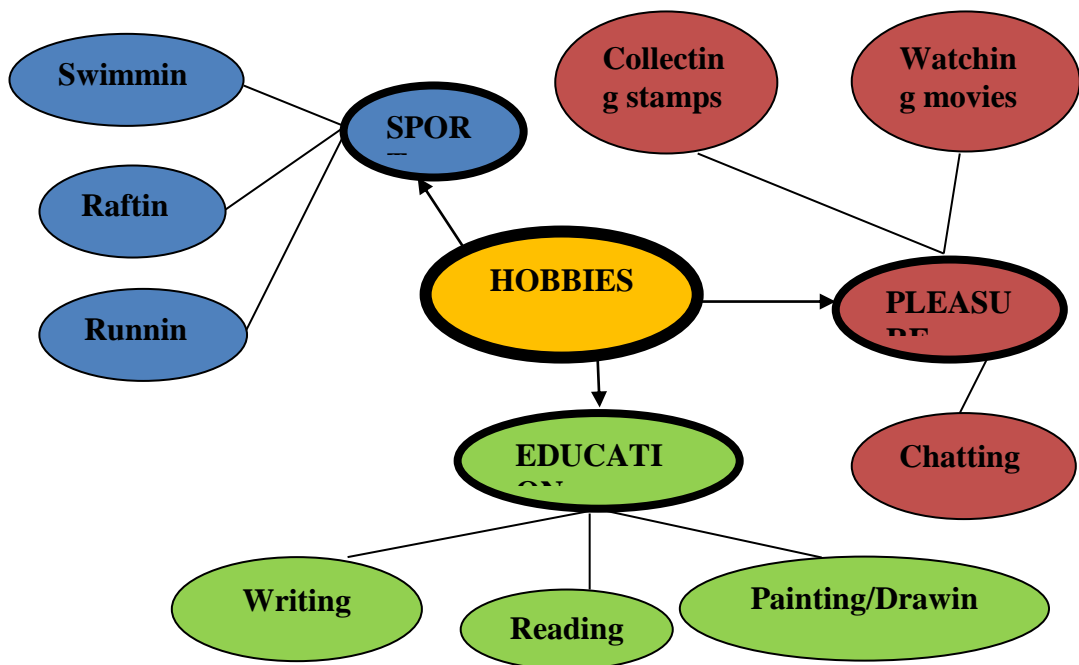 Swimmin
SPOR
Collectin
g stamps
Watchin
g movies
Raftin
HOBBIES
Runnin
PLEASU
EDUCATI
Chatting
Writing
Reading
Painting/Drawin